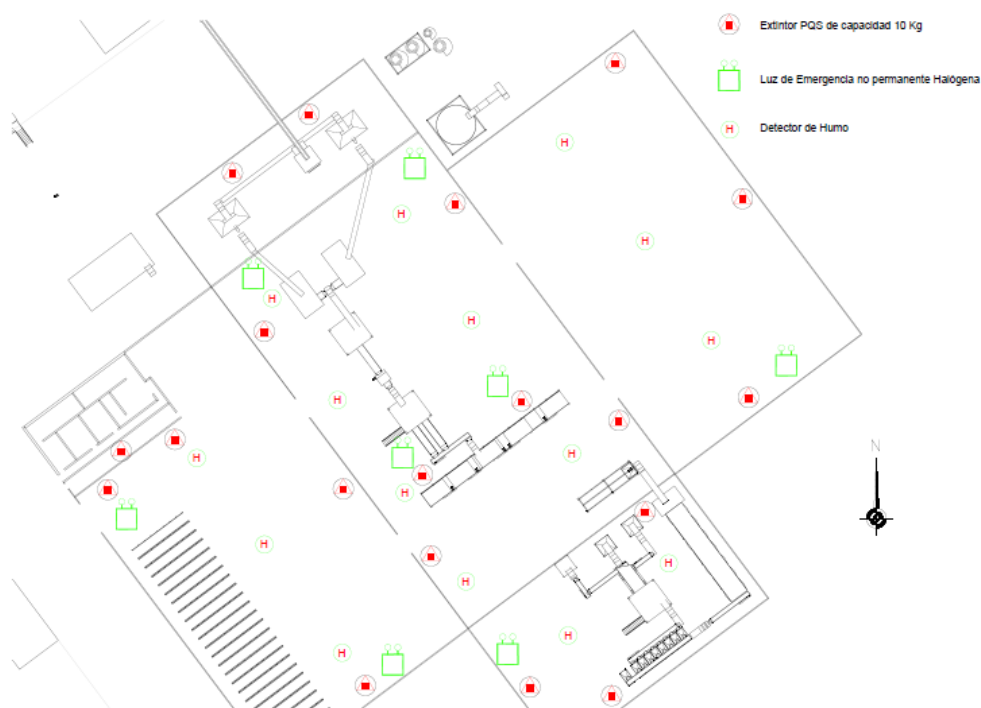 Extintor PQS de capacidad 10 Kg
Luz de Emergencia no permanente Halógena
H Detector de Humo
H
H
H
H
H
H
H
H
N
H
H
H
H
H
H
H
H